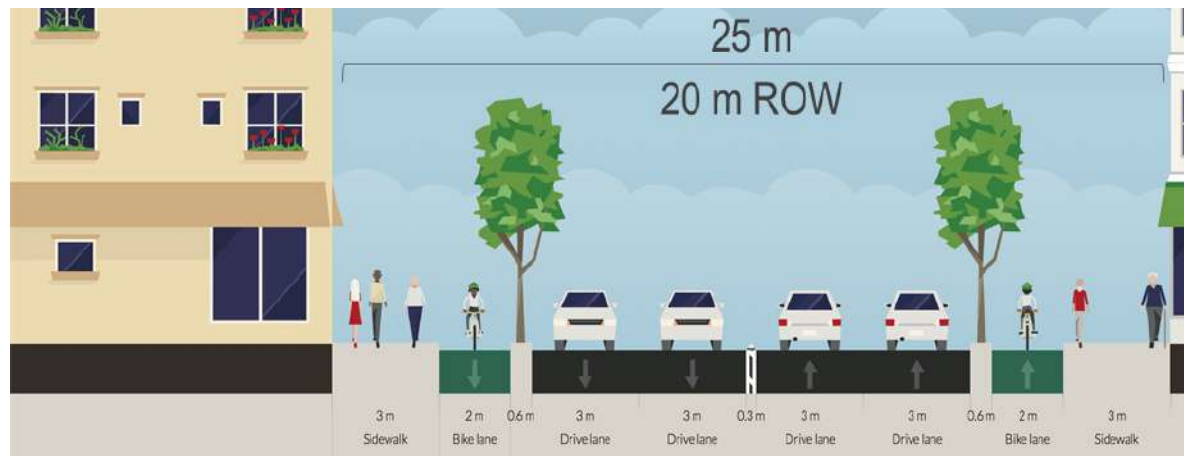 25 m
20 m ROW
3 m 2 m 0.6 m 3 m 3 m 0.3 m 3 m 3 m 0.6 m 2 m 3 m
Sidewalk Bike lane Drive lane Drive lane Drive lane Drive lane Bike lane Sidewalk